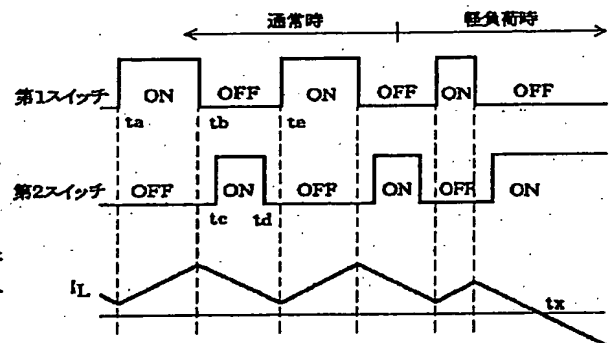 通常時 軽負荷時
第1スイッチ ON OFF ON OFF ON OFF
ta tb te
第2スイッチ OFF ON OFF ON OFF ON
tc td
IL tx